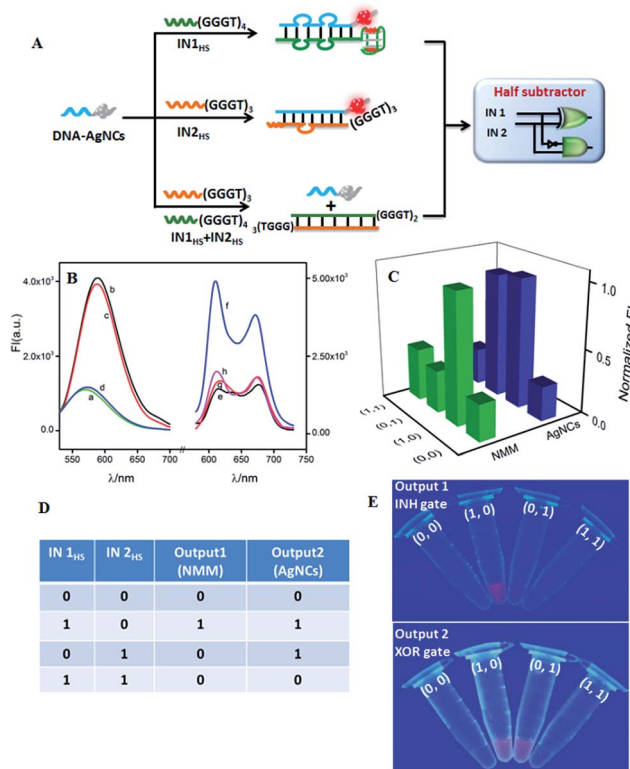 A
(GGGT)4
IN1HS
DNA-AgNCs
(GGGT)3
IN2HS
(GGGT)3
(GGGT)3
(GGGT)4
IN1HS+IN2HS
+
3(TGGG)
(GGGT)2
Half subtractor
IN 1
IN 2
B
FI(a.u.)
4.0x10³
2.0x10³
0.0
5.00x10³
2.50x10³
0.00
b
c
d
a
f
h
g
e
550
600
650
700
600
650
700
750
λ/nm
λ/nm
C
1.0
0.5
0.0
Normalized FI
(1,1)
(0,1)
(1,0)
(0,0)
NMM
AgNCs
D
IN 1HS IN 2HS Output1 (NMM) Output2 (AgNCs)
0 0 0 0
1 0 1 1
0 1 0 1
1 1 0 0
E
Output 1
INH gate
(0, 0)
(1, 0)
(0, 1)
(1, 1)
Output 2
XOR gate
(0, 0)
(1, 0)
(0, 1)
(1, 1)